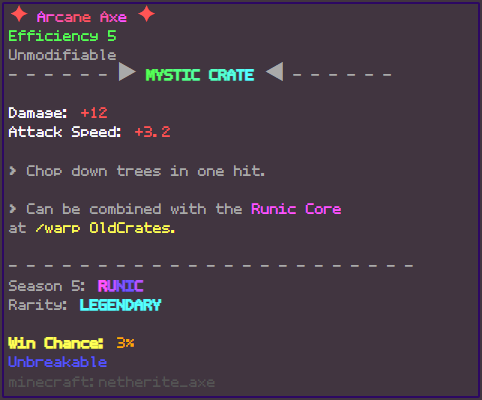 ✦ Arcane Axe ✦
Efficiency 5
Unmodifiable
- - - - - - ▶ MYSTIC CRATE ◀ - - - - - -
Damage: +12
Attack Speed: +3.2
> Chop down trees in one hit.
> Can be combined with the Runic Core
at /warp OldCrates.
- - - - - - - - - - - - - - - - - - - - - - - -
Season 5: RUNIC
Rarity: LEGENDARY
Win Chance: 3%
Unbreakable
minecraft:netherite_axe